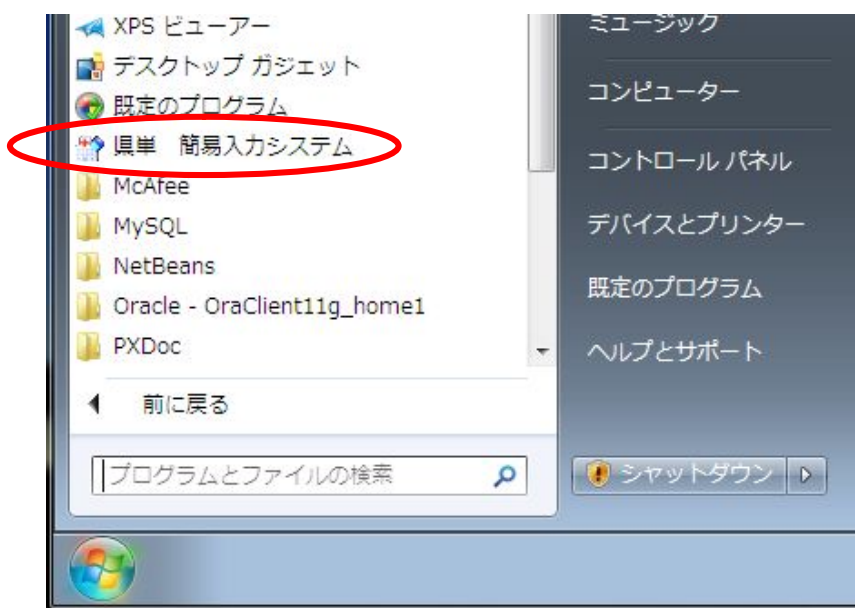 XPS ビューアー
デスクトップ ガジェット
既定のプログラム
県単　簡易入力システム
McAfee
MySQL
NetBeans
Oracle - OraClient11g_home1
PXDoc
前に戻る
プログラムとファイルの検索
ミュージック
コンピューター
コントロール パネル
デバイスとプリンター
既定のプログラム
ヘルプとサポート
シャットダウン